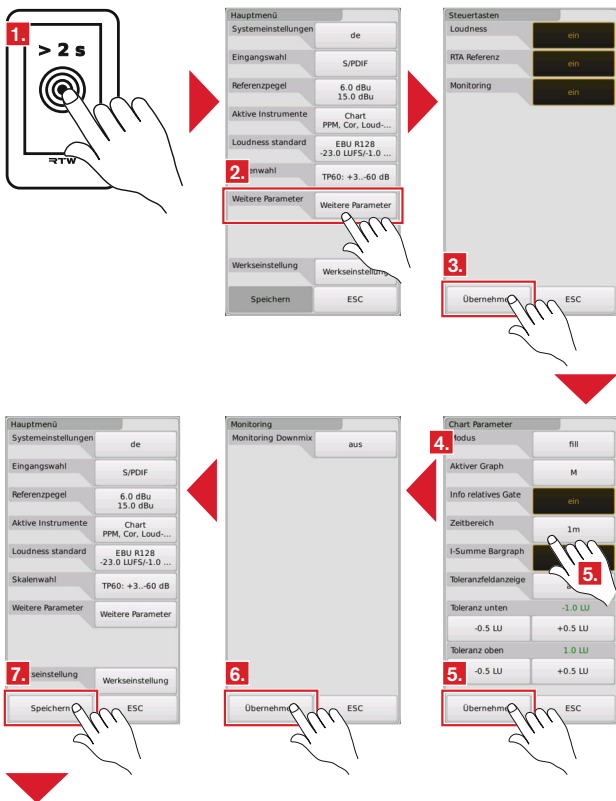 1.
> 2 s
RTW
Hauptmenü
Systemeinstellungen
de
Eingangswahl
S/PDIF
Referenzpegel
6.0 dBu
15.0 dBu
Aktive Instrumente
Chart
PPM, Cor, Loud-...
Loudness standard
EBU R128
-23.0 LUFS/-1.0 ...
2.
TP60: +3..-60 dB
Weitere Parameter
Weitere Parameter
Werkseinstellung
Werkseinstellung
Speichern
ESC
Steuertasten
Loudness
ein
RTA Referenz
ein
Monitoring
ein
3.
ESC
Chart Parameter
4.
fill
Aktiver Graph
M
Info relatives Gate
ein
Zeitbereich
1m
I-Summe Bargraph
5.
Toleranzfeldanzeige
Toleranz unten
-1.0 LU
-0.5 LU
+0.5 LU
Toleranz oben
1.0 LU
5.
-0.5 LU
+0.5 LU
ESC
Monitoring
Monitoring Downmix
aus
6.
ESC
Hauptmenü
Systemeinstellungen
de
Eingangswahl
S/PDIF
Referenzpegel
6.0 dBu
15.0 dBu
Aktive Instrumente
Chart
PPM, Cor, Loud-...
Loudness standard
EBU R128
-23.0 LUFS/-1.0 ...
Skalenwahl
TP60: +3..-60 dB
Weitere Parameter
Weitere Parameter
7.
Werkseinstellung
Speichern
ESC